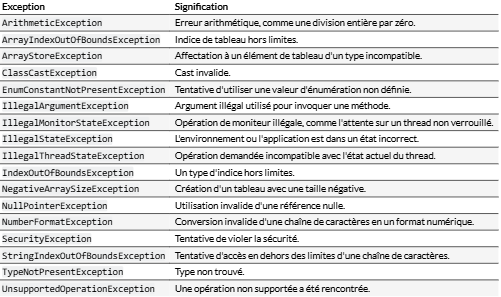 Exception Signification
ArithmeticException Erreur arithmétique, comme une division entière par zéro.
ArrayIndexOutOfBoundsException Indice de tableau hors limites.
ArrayStoreException Affectation à un élément de tableau d'un type incompatible.
ClassCastException Cast invalide.
EnumConstantNotPresentException Tentative d'utiliser une valeur d'énumération non définie.
IllegalArgumentException Argument illégal utilisé pour invoquer une méthode.
IllegalMonitorStateException Opération de moniteur illégale, comme l'attente sur un thread non verrouillé.
IllegalStateException L'environnement ou l'application est dans un état incorrect.
IllegalThreadStateException Opération demandée incompatible avec l'état actuel du thread.
IndexOutOfBoundsException Un type d'indice hors limites.
NegativeArraySizeException Création d'un tableau avec une taille négative.
NullPointerException Utilisation invalide d'une référence nulle.
NumberFormatException Conversion invalide d'une chaîne de caractères en un format numérique.
SecurityException Tentative de violer la sécurité.
StringIndexOutOfBoundsException Tentative d'accès en dehors des limites d'une chaîne de caractères.
TypeNotPresentException Type non trouvé.
UnsupportedOperationException Une opération non supportée a été rencontrée.